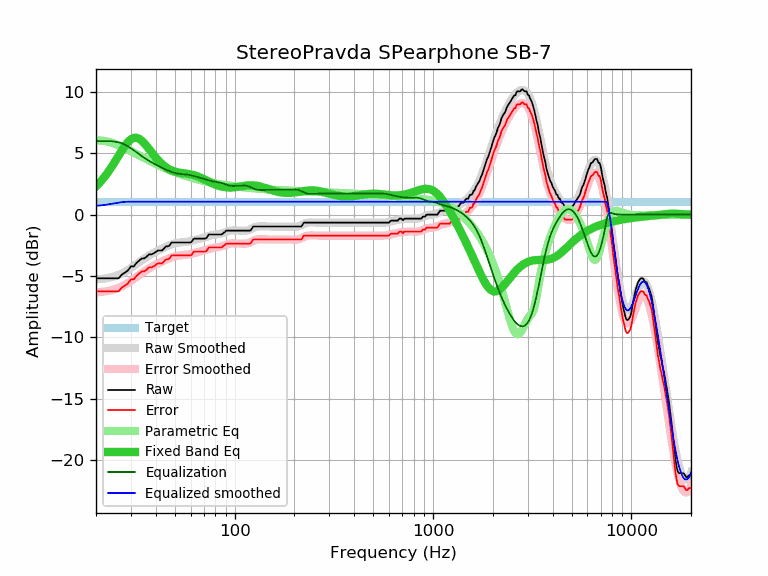 StereoPravda SPearphone SB-7
10
5
0
−5
−10
−15
−20
Amplitude (dBr)
Target
Raw Smoothed
Error Smoothed
Raw
Error
Parametric Eq
Fixed Band Eq
Equalization
Equalized smoothed
100
1000
10000
Frequency (Hz)